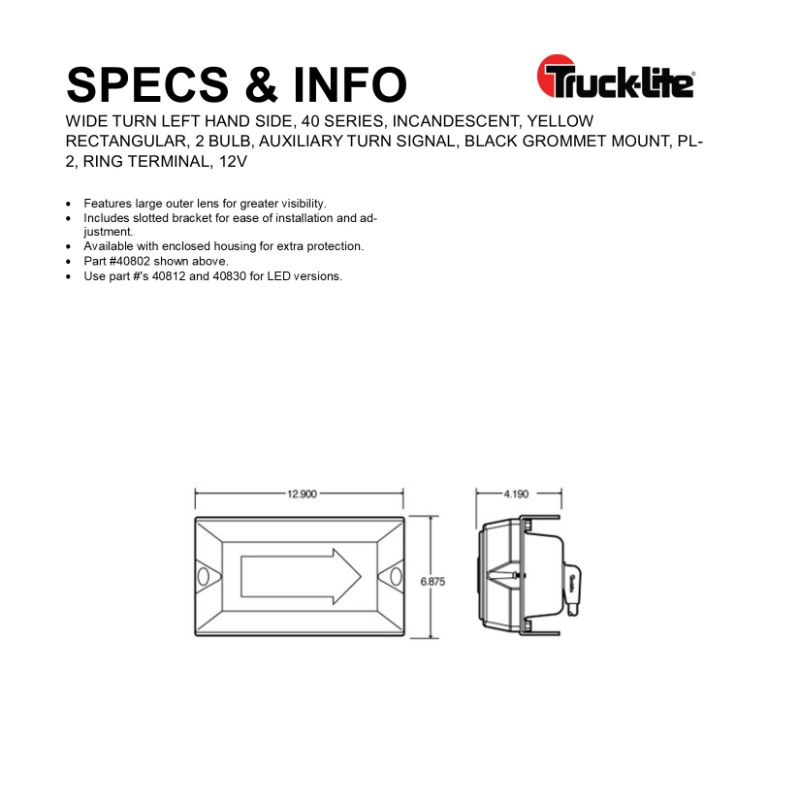 SPECS & INFO
Truck-Lite®
WIDE TURN LEFT HAND SIDE, 40 SERIES, INCANDESCENT, YELLOW
RECTANGULAR, 2 BULB, AUXILIARY TURN SIGNAL, BLACK GROMMET MOUNT, PL-
2, RING TERMINAL, 12V
• Features large outer lens for greater visibility.
• Includes slotted bracket for ease of installation and ad-
justment.
• Available with enclosed housing for extra protection.
• Part #40802 shown above.
• Use part #'s 40812 and 40830 for LED versions.
12.900
4.190
6.875